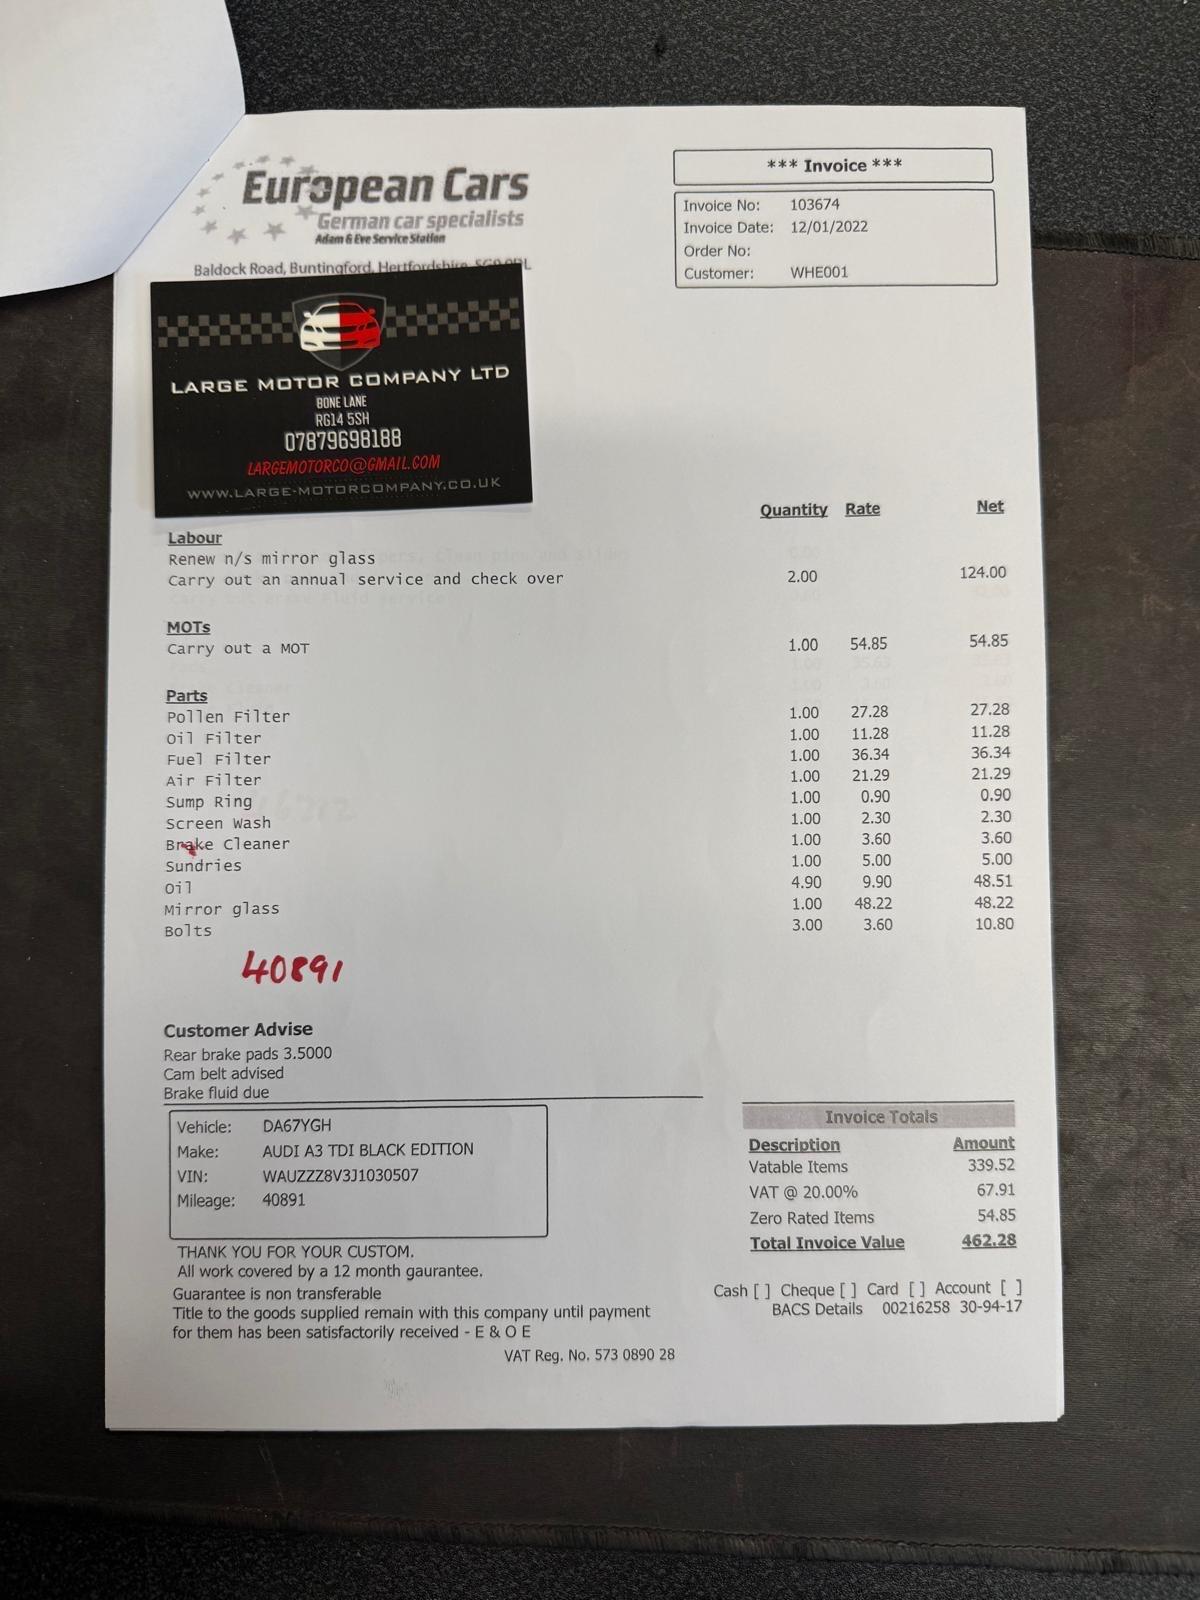 European Cars
German car specialists
Adam & Eve Service Station
Baldock Road, Buntingford, Hertfordshire,
*** Invoice ***
Invoice No: 103674
Invoice Date: 12/01/2022
Order No:
Customer: WHE001
LARGE MOTOR COMPANY LTD
BONE LANE
RG14 5SH
07879698188
LARGEMOTORCO@GMAIL.COM
WWW.LARGE-MOTORCOMPANY.CO.UK
Quantity Rate Net
Labour
Renew n/s mirror glass
Carry out an annual service and check over 2.00 124.00
MOTs
Carry out a MOT 1.00 54.85 54.85
Parts
Pollen Filter 1.00 27.28 27.28
Oil Filter 1.00 11.28 11.28
Fuel Filter 1.00 36.34 36.34
Air Filter 1.00 21.29 21.29
Sump Ring 1.00 0.90 0.90
Screen Wash 1.00 2.30 2.30
Brake Cleaner 1.00 3.60 3.60
Sundries 1.00 5.00 5.00
Oil 4.90 9.90 48.51
Mirror glass 1.00 48.22 48.22
Bolts 3.00 3.60 10.80
40891
Customer Advise
Rear brake pads 3.5000
Cam belt advised
Brake fluid due
Vehicle: DA67YGH
Make: AUDI A3 TDI BLACK EDITION
VIN: WAUZZZ8V3J1030507
Mileage: 40891
Invoice Totals
Description Amount
Vatable Items 339.52
VAT @ 20.00% 67.91
Zero Rated Items 54.85
Total Invoice Value 462.28
THANK YOU FOR YOUR CUSTOM.
All work covered by a 12 month gaurantee.
Guarantee is non transferable
Title to the goods supplied remain with this company until payment
for them has been satisfactorily received - E & O E
Cash [ ] Cheque [ ] Card [ ] Account [ ]
BACS Details 00216258 30-94-17
VAT Reg. No. 573 0890 28